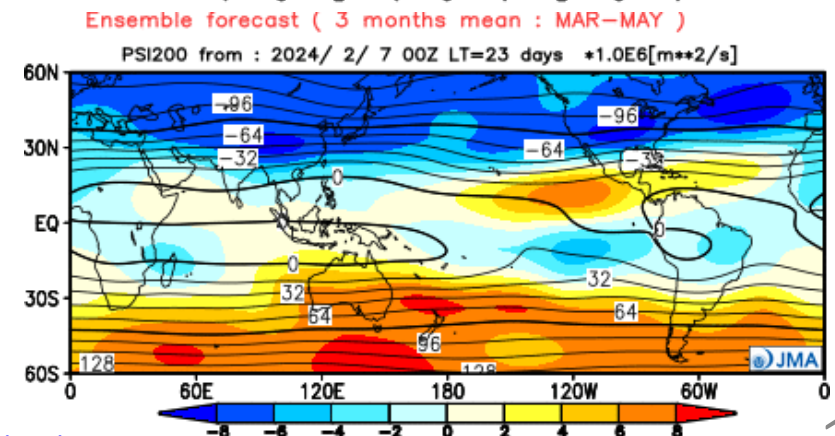 Ensemble forecast ( 3 months mean : MAR-MAY )
PSI200 from : 2024/ 2/ 7 00Z LT=23 days *1.0E6[m**2/s]
60N
-96
-96
-64
30N
-32
-64
0
EQ
0
0
0
32
32
30S
64
64
96
128
128
JMA
60S
0 60E 120E 180 120W 60W 0
-8 -6 -4 -2 0 2 4 6 8